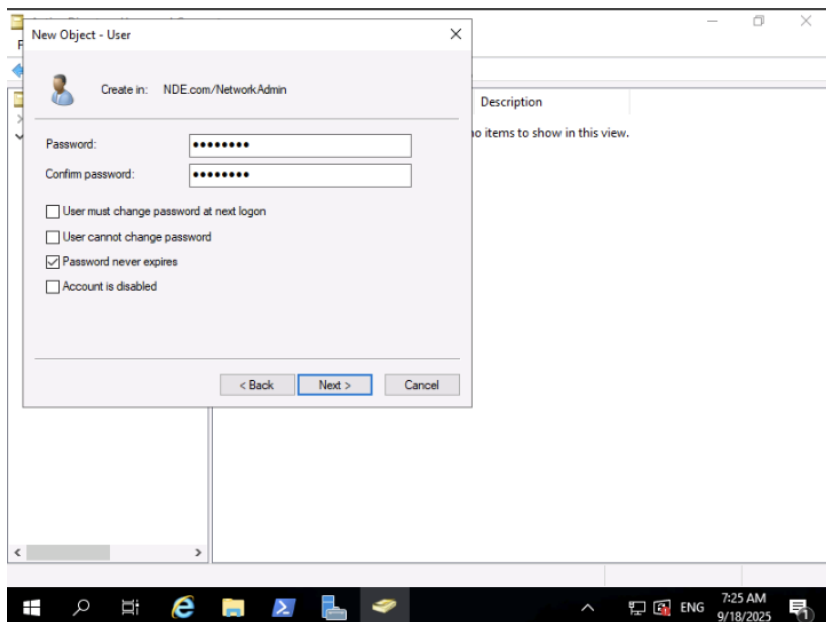 New Object - User
Create in: NDE.com/NetworkAdmin
Description
items to show in this view.
Password:
Confirm password:
User must change password at next logon
User cannot change password
Password never expires
Account is disabled
< Back Next > Cancel
ENG
7:25 AM
9/18/2025
1